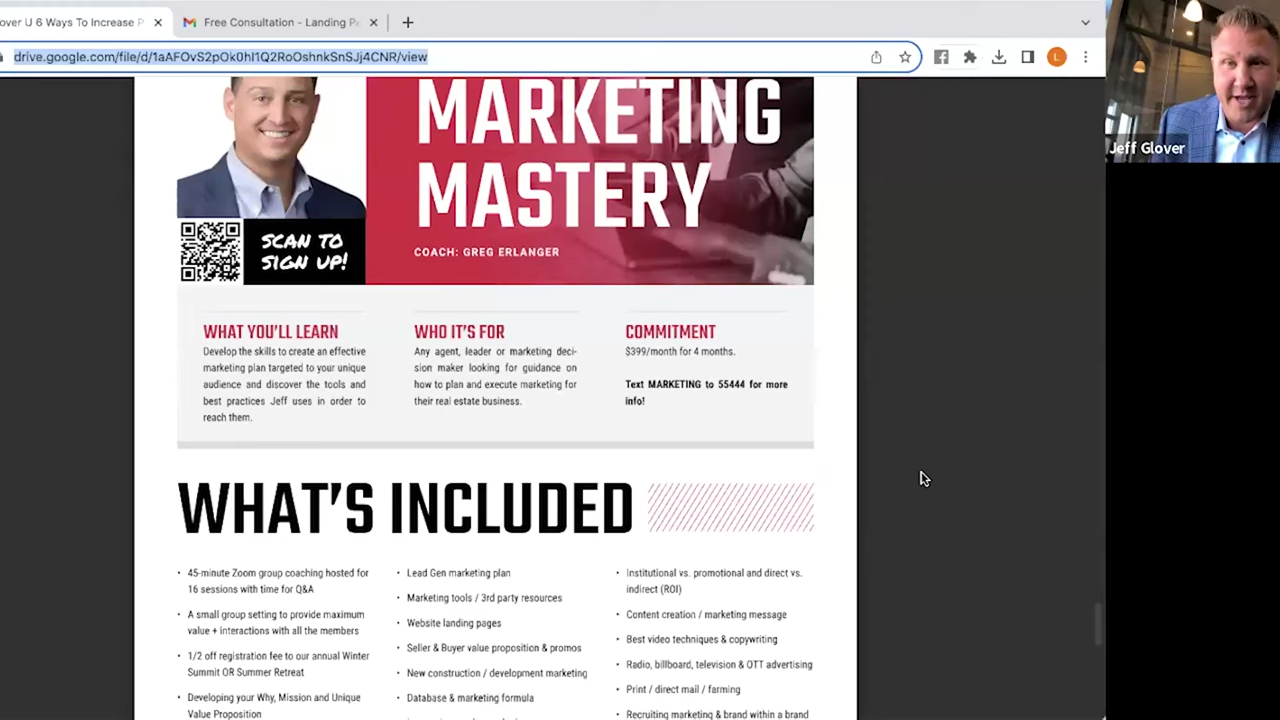 over U 6 Ways To Increase P
Free Consultation - Landing Pa
drive.google.com/file/d/1aAFOvS2pOk0hI1Q2RoOshnkSnSJj4CNR/view
L
Jeff Glover
MARKETING
MASTERY
COACH: GREG ERLANGER
SCAN TO
SIGN UP!
WHAT YOU'LL LEARN
Develop the skills to create an effective
marketing plan targeted to your unique
audience and discover the tools and
best practices Jeff uses in order to
reach them.
WHO IT'S FOR
Any agent, leader or marketing deci-
sion maker looking for guidance on
how to plan and execute marketing for
their real estate business.
COMMITMENT
$399/month for 4 months.
Text MARKETING to 55444 for more
info!
WHAT'S INCLUDED
• 45-minute Zoom group coaching hosted for
16 sessions with time for Q&A
• A small group setting to provide maximum
value + interactions with all the members
• 1/2 off registration fee to our annual Winter
Summit OR Summer Retreat
• Developing your Why, Mission and Unique
Value Proposition
• Lead Gen marketing plan
• Marketing tools / 3rd party resources
• Website landing pages
• Seller & Buyer value proposition & promos
• New construction / development marketing
• Database & marketing formula
• Institutional vs. promotional and direct vs.
indirect (ROI)
• Content creation / marketing message
• Best video techniques & copywriting
• Radio, billboard, television & OTT advertising
• Print / direct mail / farming
• Recruiting marketing & brand within a brand